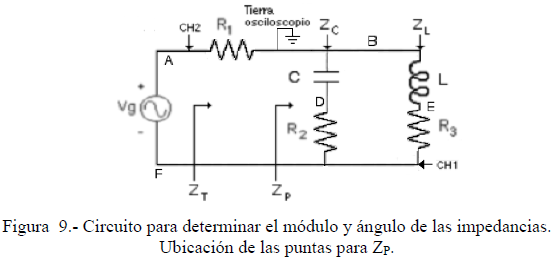 Tierra
osciloscopio
CH2
R1
ZC
B
ZL
A
C
L
+
Vg
-
D
E
R2
R3
F
CH1
ZT
ZP
Figura 9.- Circuito para determinar el módulo y ángulo de las impedancias.
Ubicación de las puntas para ZP.